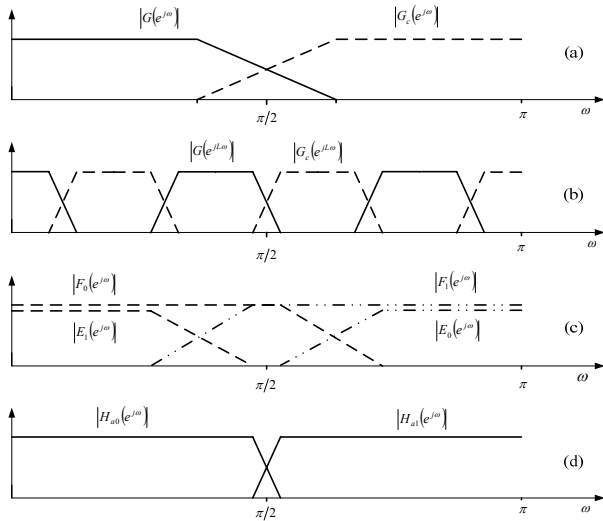 |G(e^{jω})|
|G_c(e^{jω})|
(a)
π/2
π
ω
|G(e^{jLω})|
|G_c(e^{jLω})|
(b)
π/2
π
ω
|F_0(e^{jω})|
|F_1(e^{jω})|
|E_1(e^{jω})|
|E_0(e^{jω})|
(c)
π/2
π
ω
|H_{a0}(e^{jω})|
|H_{a1}(e^{jω})|
(d)
π/2
π
ω